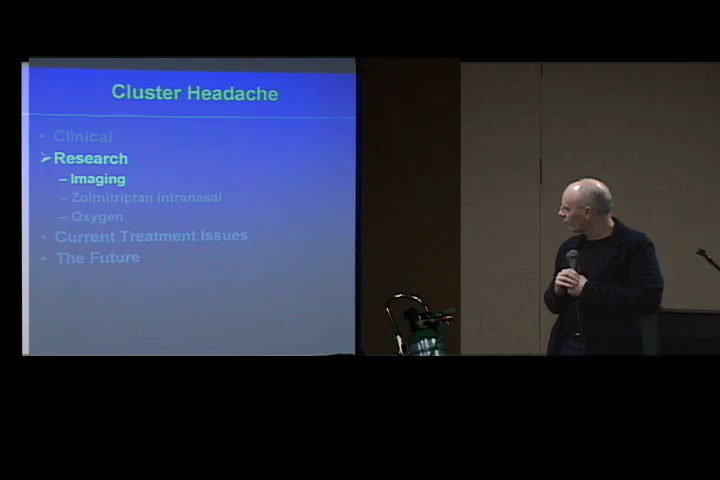 Cluster Headache
• Clinical
➢Research
– Imaging
– Zolmitriptan intranasal
– Oxygen
• Current Treatment Issues
• The Future